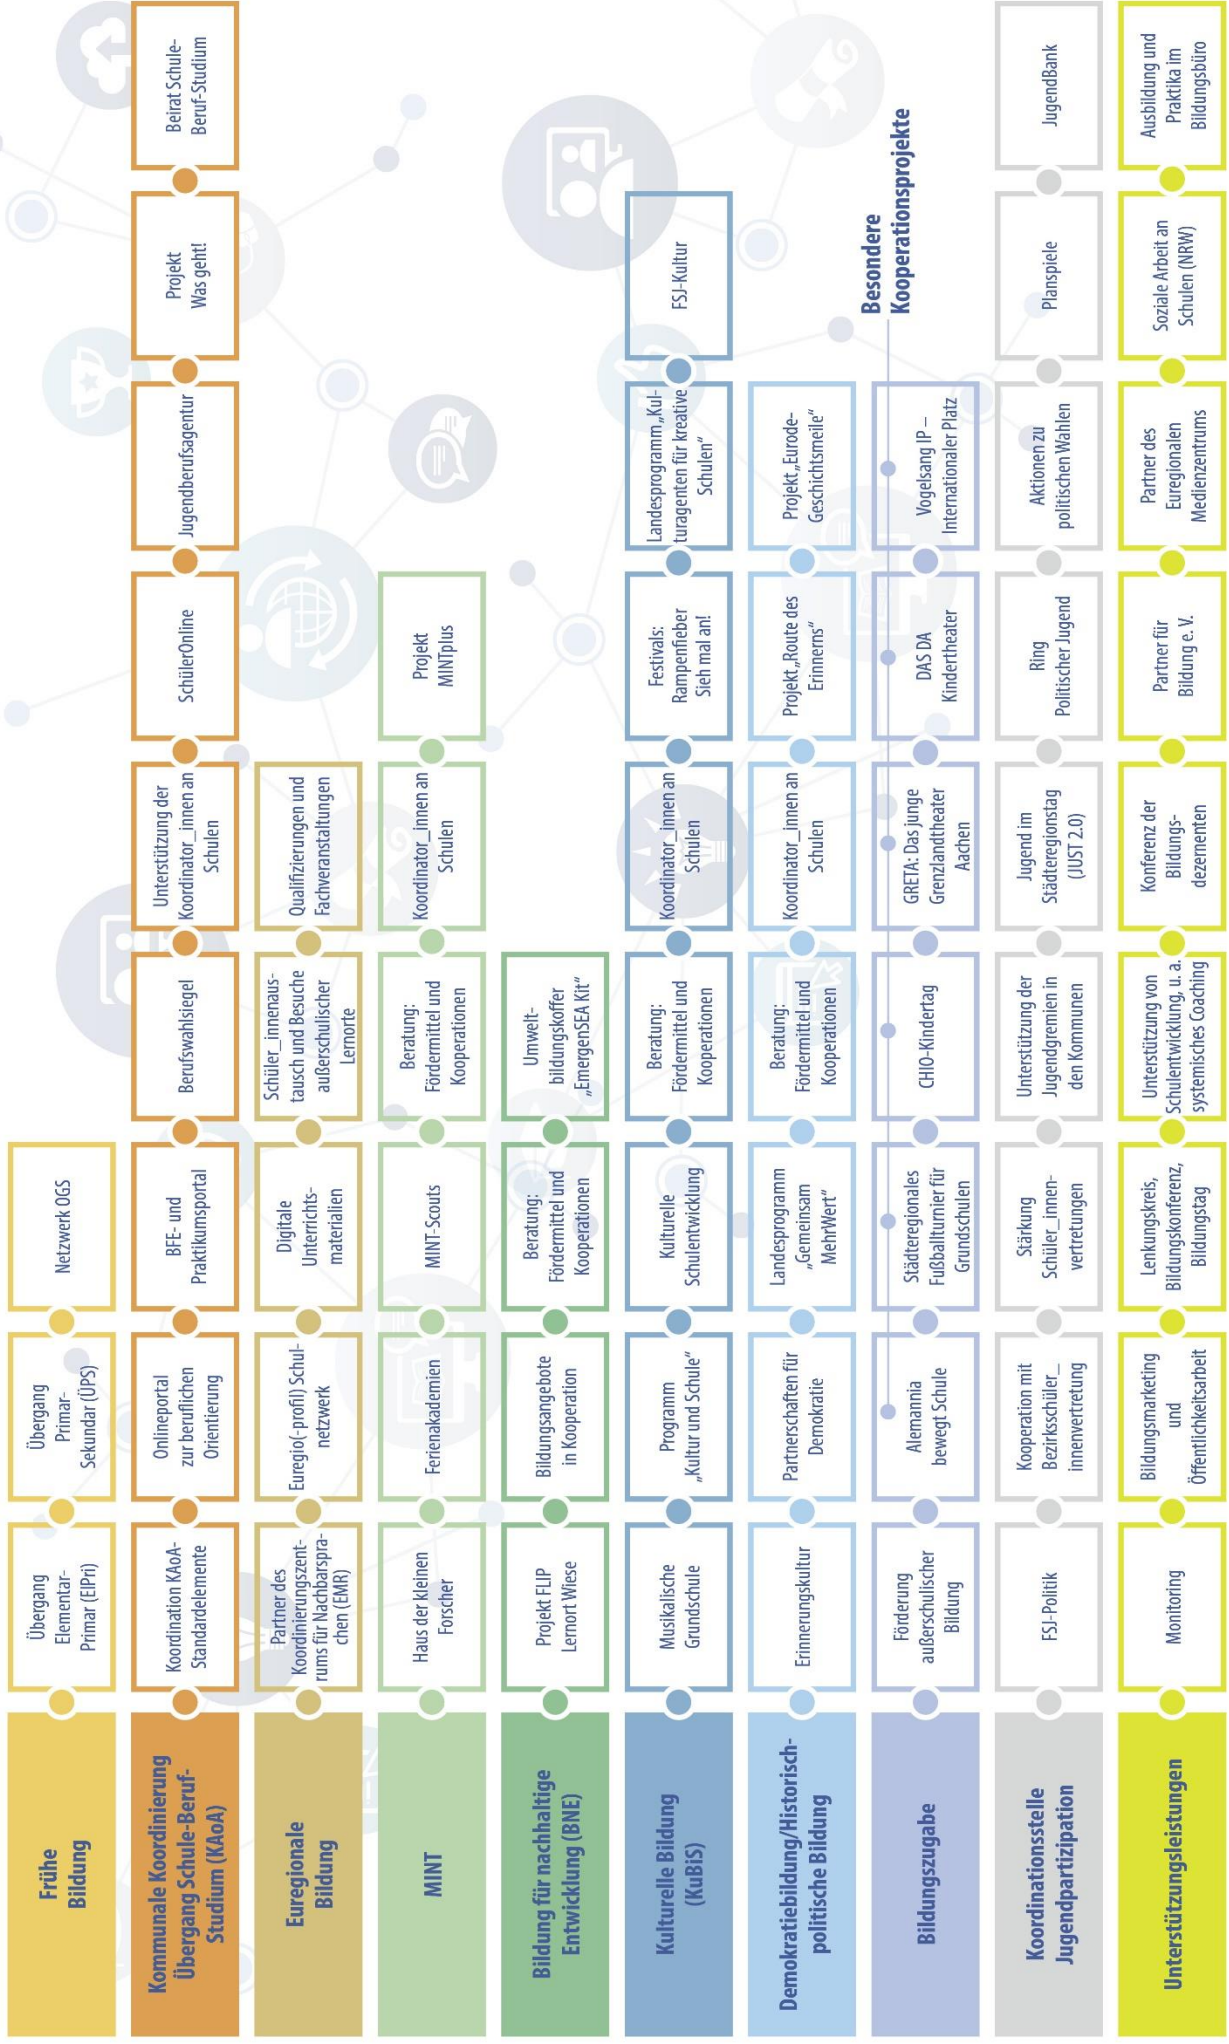 Frühe
Bildung
Übergang
Elementar-
Primar (ElPri)
Übergang
Primar-
Sekundar (ÜPS)
Netzwerk OGS
Kommunale Koordinierung
Übergang Schule-Beruf-
Studium (KAoA)
Koordination KAoA-
Standardelemente
Onlineportal
zur beruflichen
Orientierung
BFE- und
Praktikumsportal
Berufswahlsiegel
Unterstützung der
Koordinator_innen an
Schulen
SchülerOnline
Jugendberufsagentur
Projekt
Was geht!
Beirat Schule-
Beruf-Studium
Euregionale
Bildung
Partner des
Koordinierungszent-
rums für Nachbarspra-
chen (EMR)
Euregio(-profil) Schul-
netzwerk
Digitale
Unterrichts-
materialien
Schüler_innenaus-
tausch und Besuche
außerschulischer
Lernorte
Qualifizierungen und
Fachveranstaltungen
MINT
Haus der kleinen
Forscher
Ferienakademien
MINT-Scouts
Beratung:
Fördermittel und
Kooperationen
Koordinator_innen an
Schulen
Projekt
MINTplus
Bildung für nachhaltige
Entwicklung (BNE)
Projekt FLIP
Lernort Wiese
Bildungsangebote
in Kooperation
Beratung:
Fördermittel und
Kooperationen
Umwelt-
bildungskoffer
„EmergenSEA Kit“
Kulturelle Bildung
(KuBiS)
Musikalische
Grundschule
Programm
„Kultur und Schule“
Kulturelle
Schulentwicklung
Beratung:
Fördermittel und
Kooperationen
Koordinator_innen an
Schulen
Festivals:
Rampenfieber
Sieh mal an!
Landesprogramm „Kul-
turagenten für kreative
Schulen“
FSJ-Kultur
Demokratiebildung/Historisch-
politische Bildung
Erinnerungskultur
Partnerschaften für
Demokratie
Landesprogramm
„Gemeinsam
MehrWert“
Beratung:
Fördermittel und
Kooperationen
Koordinator_innen an
Schulen
Projekt „Route des
Erinnerns“
Projekt „Eurode-
Geschichtsmeile“
Bildungszugabe
Förderung
außerschulischer
Bildung
Alemannia
bewegt Schule
Städteregionales
Fußballturnier für
Grundschulen
CHIO-Kindertag
GRETA: Das junge
Grenzlandtheater
Aachen
DAS DA
Kindertheater
Vogelsang IP –
Internationaler Platz
Besondere
Kooperationsprojekte
Koordinationsstelle
Jugendpartizipation
FSJ-Politik
Kooperation mit
Bezirksschüler_
innenvertretung
Stärkung
Schüler_innen-
vertretungen
Unterstützung der
Jugendgremien in
den Kommunen
Jugend im
Städteregionstag
(JUST 2.0)
Ring
Politischer Jugend
Aktionen zu
politischen Wahlen
Planspiele
JugendBank
Unterstützungsleistungen
Monitoring
Bildungsmarketing
und
Öffentlichkeitsarbeit
Lenkungskreis,
Bildungskonferenz,
Bildungstag
Unterstützung von
Schulentwicklung, u. a.
systemisches Coaching
Konferenz der
Bildungs-
dezernenten
Partner für
Bildung e. V.
Partner des
Euregionalen
Medienzentrums
Soziale Arbeit an
Schulen (NRW)
Ausbildung und
Praktika im
Bildungsbüro